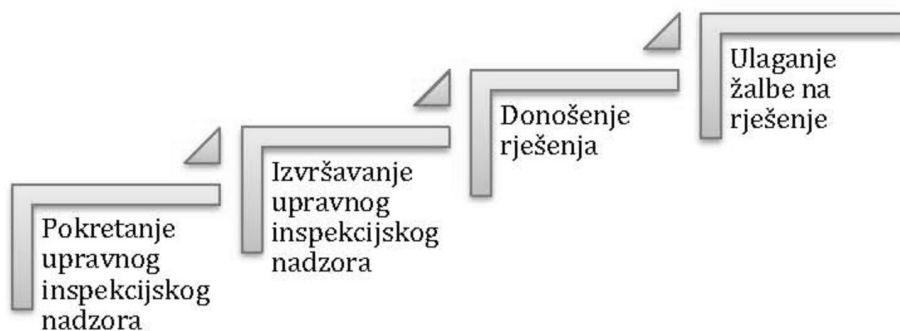 Pokretanje
upravnog
inspekcijskog
nadzora
Izvršavanje
upravnog
inspekcijskog
nadzora
Donošenje
rješenja
Ulaganje
žalbe na
rješenje